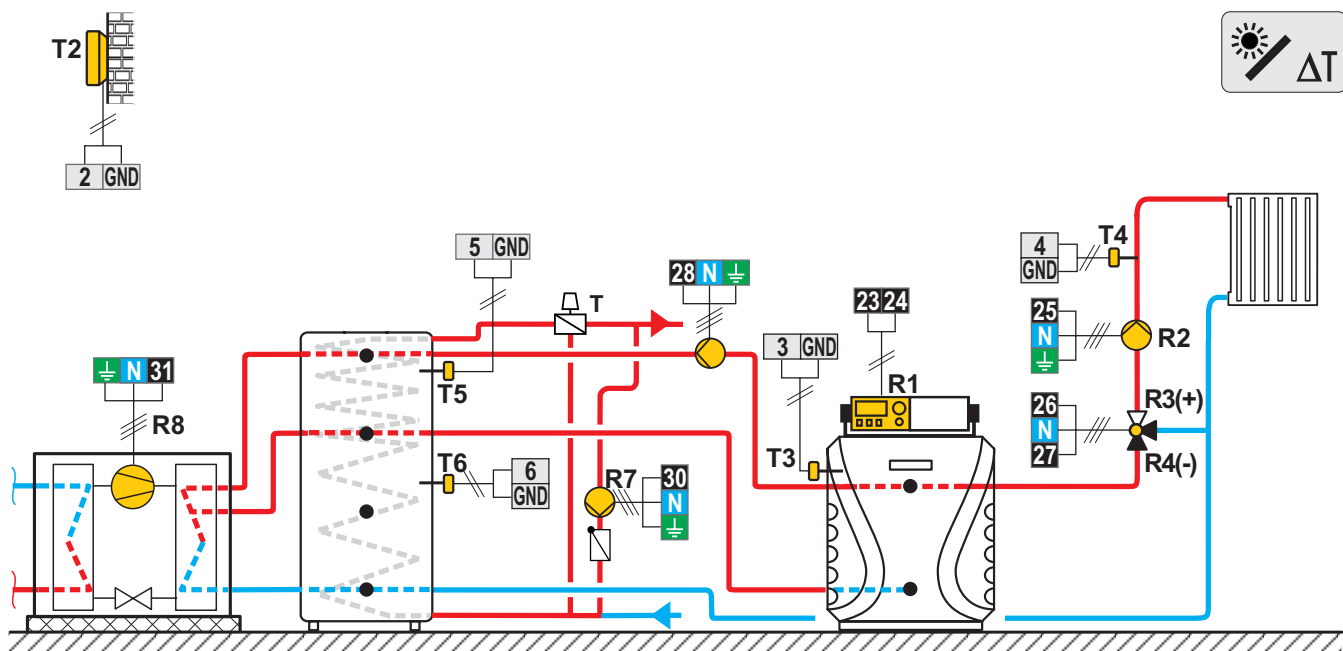 T2
ΔT
2 GND
5 GND
T
28 N
23 24
4
GND
T4
25
N
R2
3 GND
N 31
R8
T5
R1
R3(+)
26
N
27
R4(-)
T3
T6
6
GND
R7
30
N